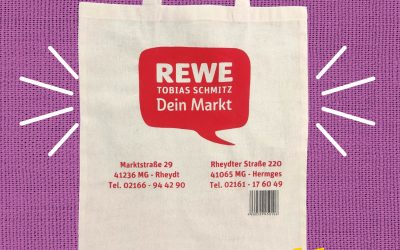 REWE
TOBIAS SCHMITZ
Dein Markt
Marktstraße 29
41236 MG - Rheydt
Tel. 02166 - 94 42 90
Rheydter Straße 220
41065 MG - Hermges
Tel. 02161 - 17 60 49